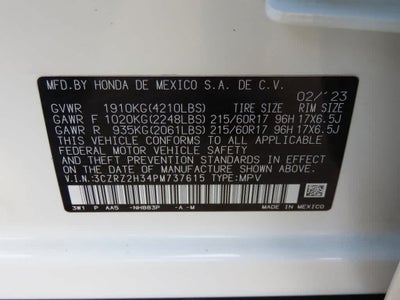 MFD.BY HONDA DE MEXICO S.A. DE C.V.
02/'23
GVWR 1910KG(4210LBS) TIRE SIZE RIM SIZE
GAWR F 1020KG(2248LBS) 215/60R17 96H 17X6.5J
GAWR R 935KG(2061LBS) 215/60R17 96H 17X6.5J
THIS VEHICLE CONFORMS TO ALL APPLICABLE
FEDERAL MOTOR VEHICLE SAFETY STANDARDS IN EFFECT
ON THE DATE OF MANUFACTURE SHOWN ABOVE.
V.I.N.:3CZRZ2H34PM737615 TYPE:MPV
3W1 P AA5 -NH883P -A -M MADE IN MEXICO